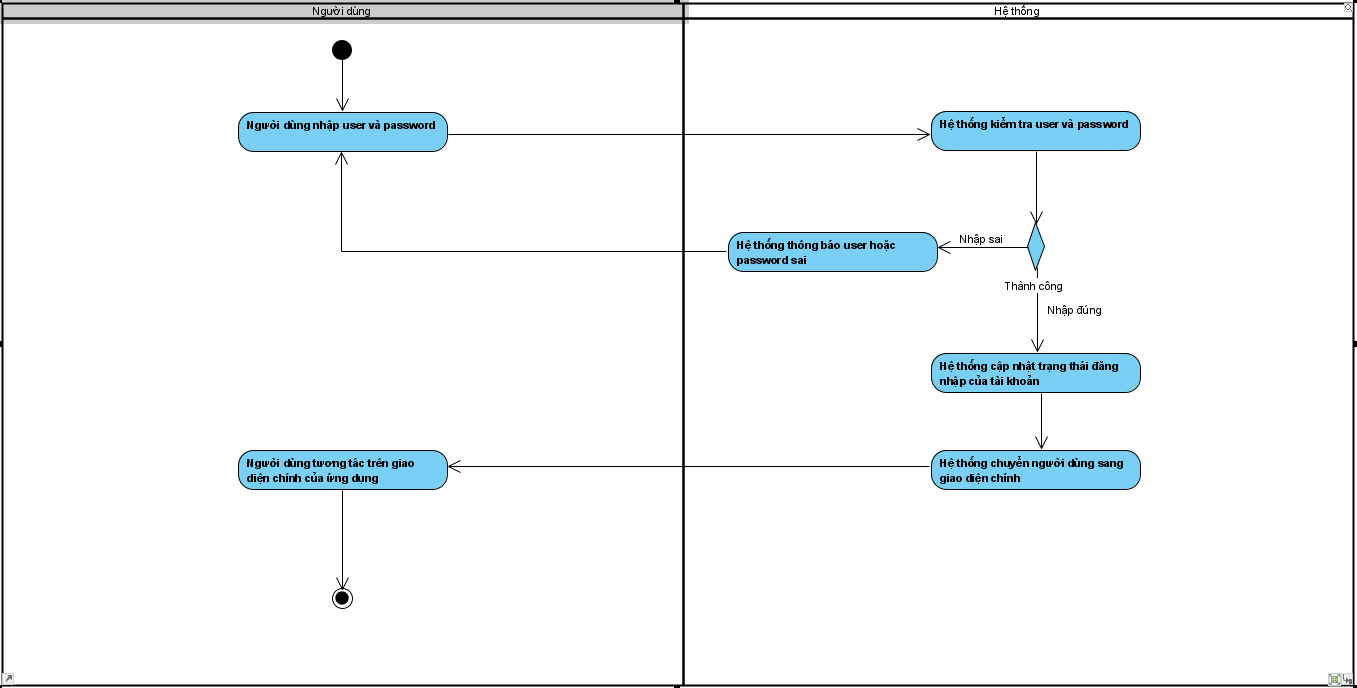 Người dùng
Hệ thống
Người dùng nhập user và password
Hệ thống kiểm tra user và password
Nhập sai
Hệ thống thông báo user hoặc
password sai
Thành công
Nhập đúng
Hệ thống cập nhật trạng thái đăng
nhập của tài khoản
Người dùng tương tác trên giao
diện chính của ứng dụng
Hệ thống chuyển người dùng sang
giao diện chính